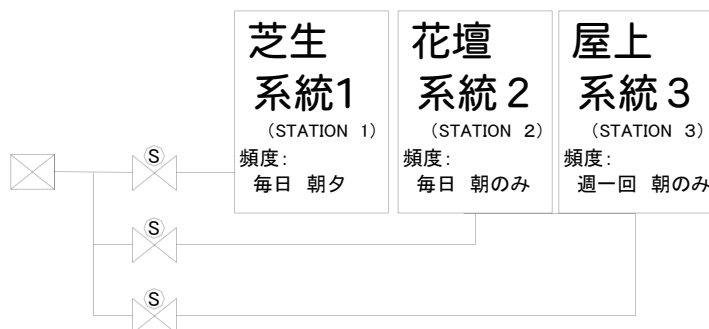 芝生
系統1
（STATION 1）
頻度：
毎日 朝夕
花壇
系統２
（STATION 2）
頻度：
毎日 朝のみ
屋上
系統３
（STATION 3）
頻度：
週一回 朝のみ
S
S
S